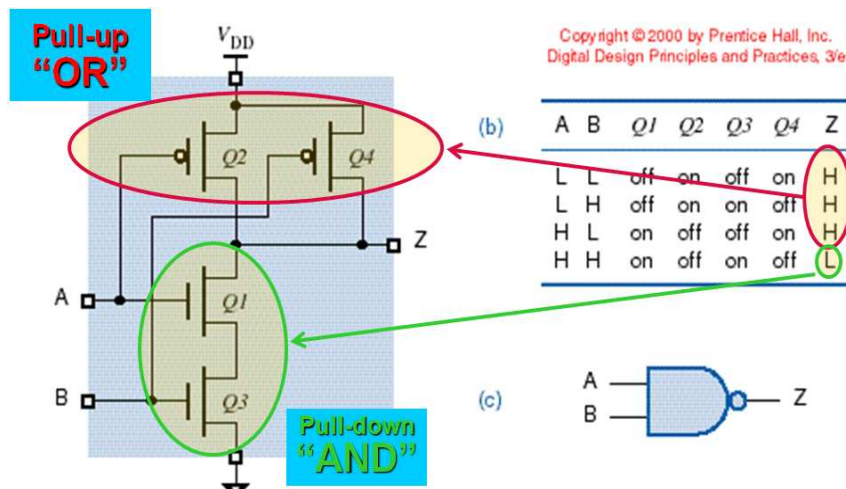 Pull-up
“OR”
VDD
Q2
Q4
Z
A
Q1
B
Q3
Pull-down
“AND”
Copyright © 2000 by Prentice Hall, Inc.
Digital Design Principles and Practices, 3/e
(b)
A B Q1 Q2 Q3 Q4 Z
L L off on off on H
L H off on on off H
H L on off off on H
H H on off on off L
(c)
A
B
Z